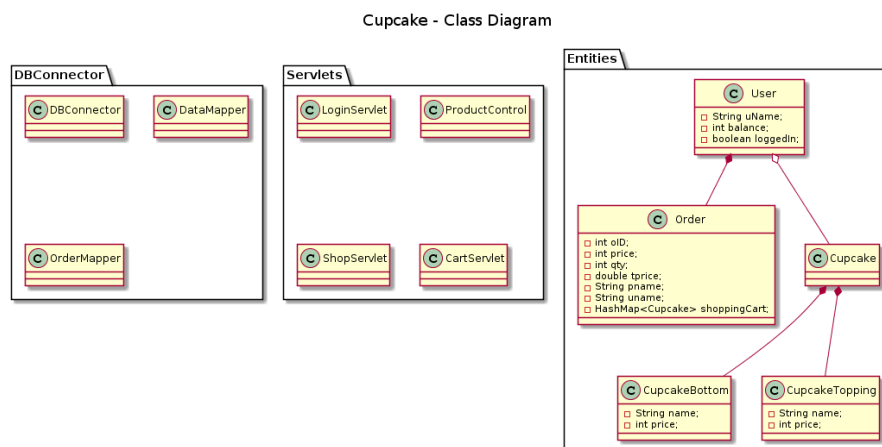 Cupcake - Class Diagram
DBConnector
C DBConnector
C DataMapper
C OrderMapper
Servlets
C LoginServlet
C ProductControl
C ShopServlet
C CartServlet
Entities
C User
String uName;
int balance;
boolean loggedIn;
C Order
int oID;
int price;
int qty;
double tprice;
String pname;
String uname;
HashMap<Cupcake> shoppingCart;
C Cupcake
C CupcakeBottom
String name;
int price;
C CupcakeTopping
String name;
int price;